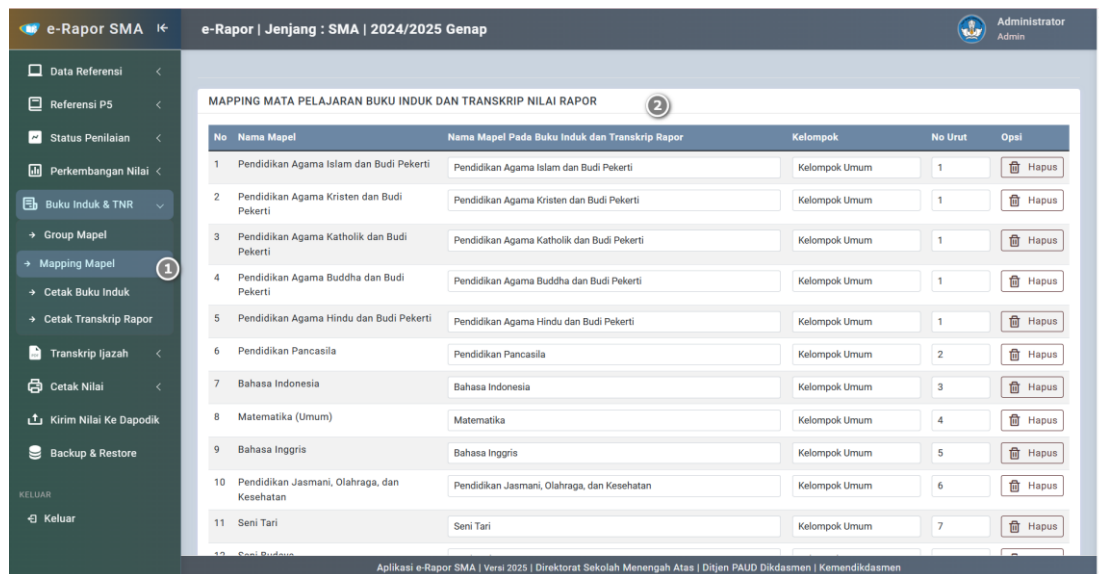 e-Rapor SMA
e-Rapor | Jenjang : SMA | 2024/2025 Genap
Administrator
Admin
Data Referensi
Referensi P5
Status Penilaian
Perkembangan Nilai
Buku Induk & TNR
Group Mapel
Mapping Mapel
1
Cetak Buku Induk
Cetak Transkrip Rapor
Transkrip Ijazah
Cetak Nilai
Kirim Nilai Ke Dapodik
Backup & Restore
KELUAR
Keluar
MAPPING MATA PELAJARAN BUKU INDUK DAN TRANSKRIP NILAI RAPOR
2
No Nama Mapel Nama Mapel Pada Buku Induk dan Transkrip Rapor Kelompok No Urut Opsi
1 Pendidikan Agama Islam dan Budi Pekerti Pendidikan Agama Islam dan Budi Pekerti Kelompok Umum 1 Hapus
2 Pendidikan Agama Kristen dan Budi Pendidikan Agama Kristen dan Budi Pekerti Kelompok Umum 1 Hapus
Pekerti
3 Pendidikan Agama Katholik dan Budi Pendidikan Agama Katholik dan Budi Pekerti Kelompok Umum 1 Hapus
Pekerti
4 Pendidikan Agama Buddha dan Budi Pendidikan Agama Buddha dan Budi Pekerti Kelompok Umum 1 Hapus
Pekerti
5 Pendidikan Agama Hindu dan Budi Pekerti Pendidikan Agama Hindu dan Budi Pekerti Kelompok Umum 1 Hapus
6 Pendidikan Pancasila Pendidikan Pancasila Kelompok Umum 2 Hapus
7 Bahasa Indonesia Bahasa Indonesia Kelompok Umum 3 Hapus
8 Matematika (Umum) Matematika Kelompok Umum 4 Hapus
9 Bahasa Inggris Bahasa Inggris Kelompok Umum 5 Hapus
10 Pendidikan Jasmani, Olahraga, dan Pendidikan Jasmani, Olahraga, dan Kesehatan Kelompok Umum 6 Hapus
Kesehatan
11 Seni Tari Seni Tari Kelompok Umum 7 Hapus
12 Seni Budaya
Aplikasi e-Rapor SMA | Versi 2025 | Direktorat Sekolah Menengah Atas | Ditjen PAUD Dikdasmen | Kemendikdasmen